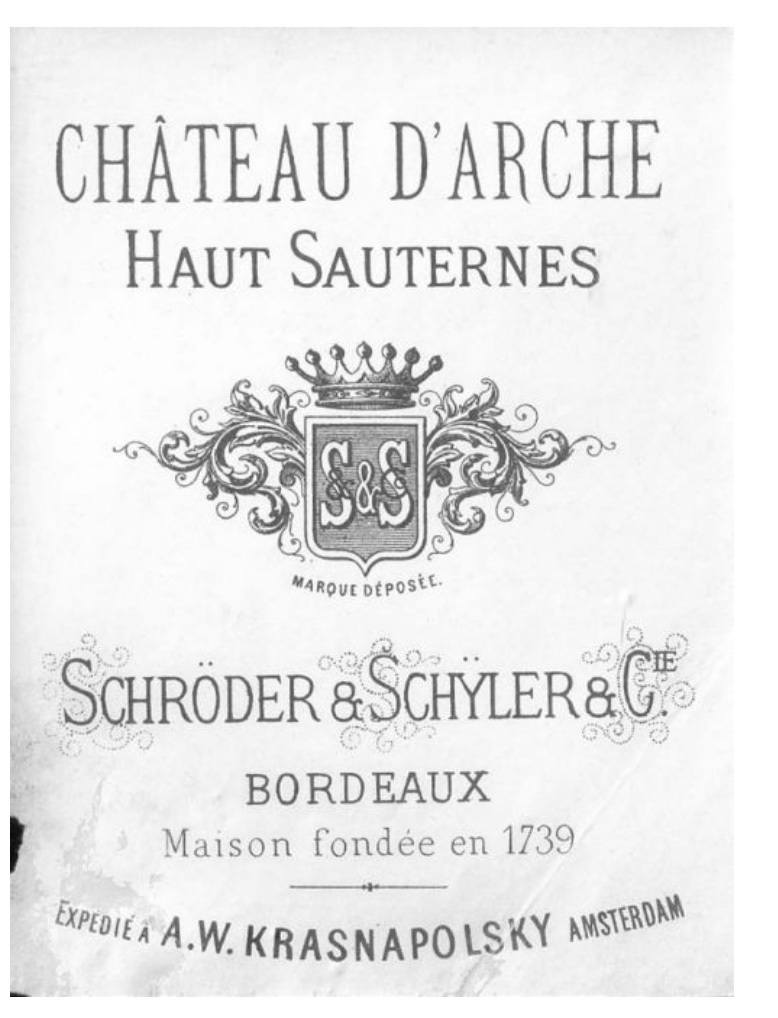 CHÂTEAU D'ARCHE
HAUT SAUTERNES
S&S
MARQUE DÉPOSÉE.
SCHRÖDER & SCHŸLER & CIE.
BORDEAUX
Maison fondée en 1739
EXPÉDIÉ À A.W. KRASNAPOLSKY AMSTERDAM